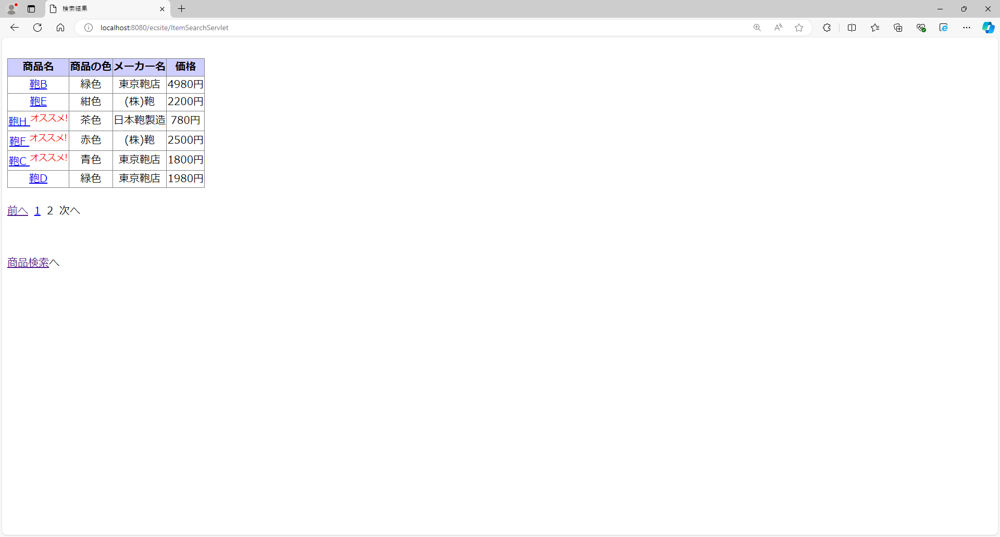 検索結果
localhost:8080/ecsite/ItemSearchServlet
商品名 商品の色 メーカー名 価格
鞄B 緑色 東京鞄店 4980円
鞄E 紺色 (株)鞄 2200円
鞄H オススメ! 茶色 日本鞄製造 780円
鞄F オススメ! 赤色 (株)鞄 2500円
鞄C オススメ! 青色 東京鞄店 1800円
鞄D 緑色 東京鞄店 1980円
前へ 1 2 次へ
商品検索へ